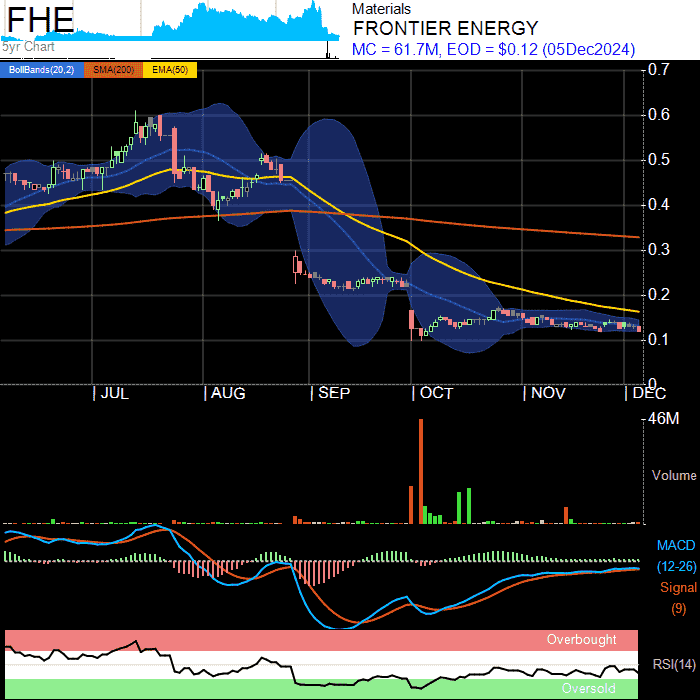 FHE
5yr Chart
Materials
FRONTIER ENERGY
MC = 61.7M, EOD = $0.12 (05Dec2024)
BollBands(20,2) SMA(200) EMA(50)
0.7
0.6
0.5
0.4
0.3
0.2
0.1
0
JUL AUG SEP OCT NOV DEC
46M
Volume
MACD
(12-26)
Signal
(9)
Overbought
RSI(14)
Oversold